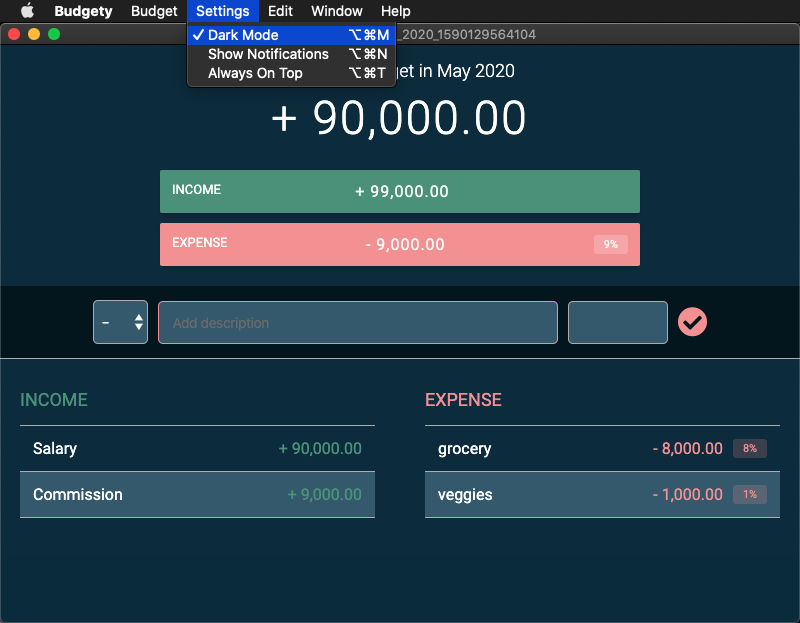 Budgety Budget Settings Edit Window Help
_2020_1590129564104
Dark Mode ⌥⌘M
Show Notifications ⌥⌘N
Always On Top ⌥⌘T
get in May 2020
+ 90,000.00
INCOME + 99,000.00
EXPENSE - 9,000.00 9%
- Add description
INCOME
Salary + 90,000.00
Commission + 9,000.00
EXPENSE
grocery - 8,000.00 8%
veggies - 1,000.00 1%